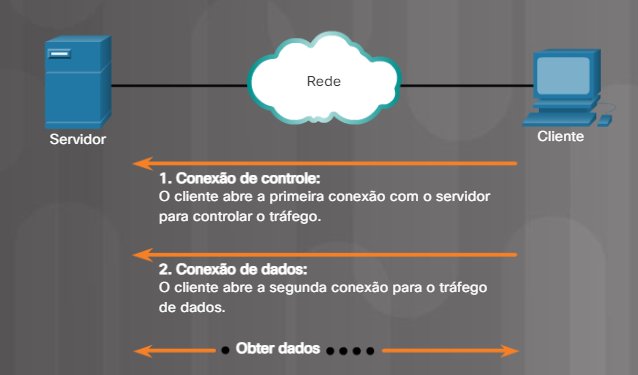 Rede
Servidor
Cliente
1. Conexão de controle:
O cliente abre a primeira conexão com o servidor
para controlar o tráfego.
2. Conexão de dados:
O cliente abre a segunda conexão para o tráfego
de dados.
Obter dados